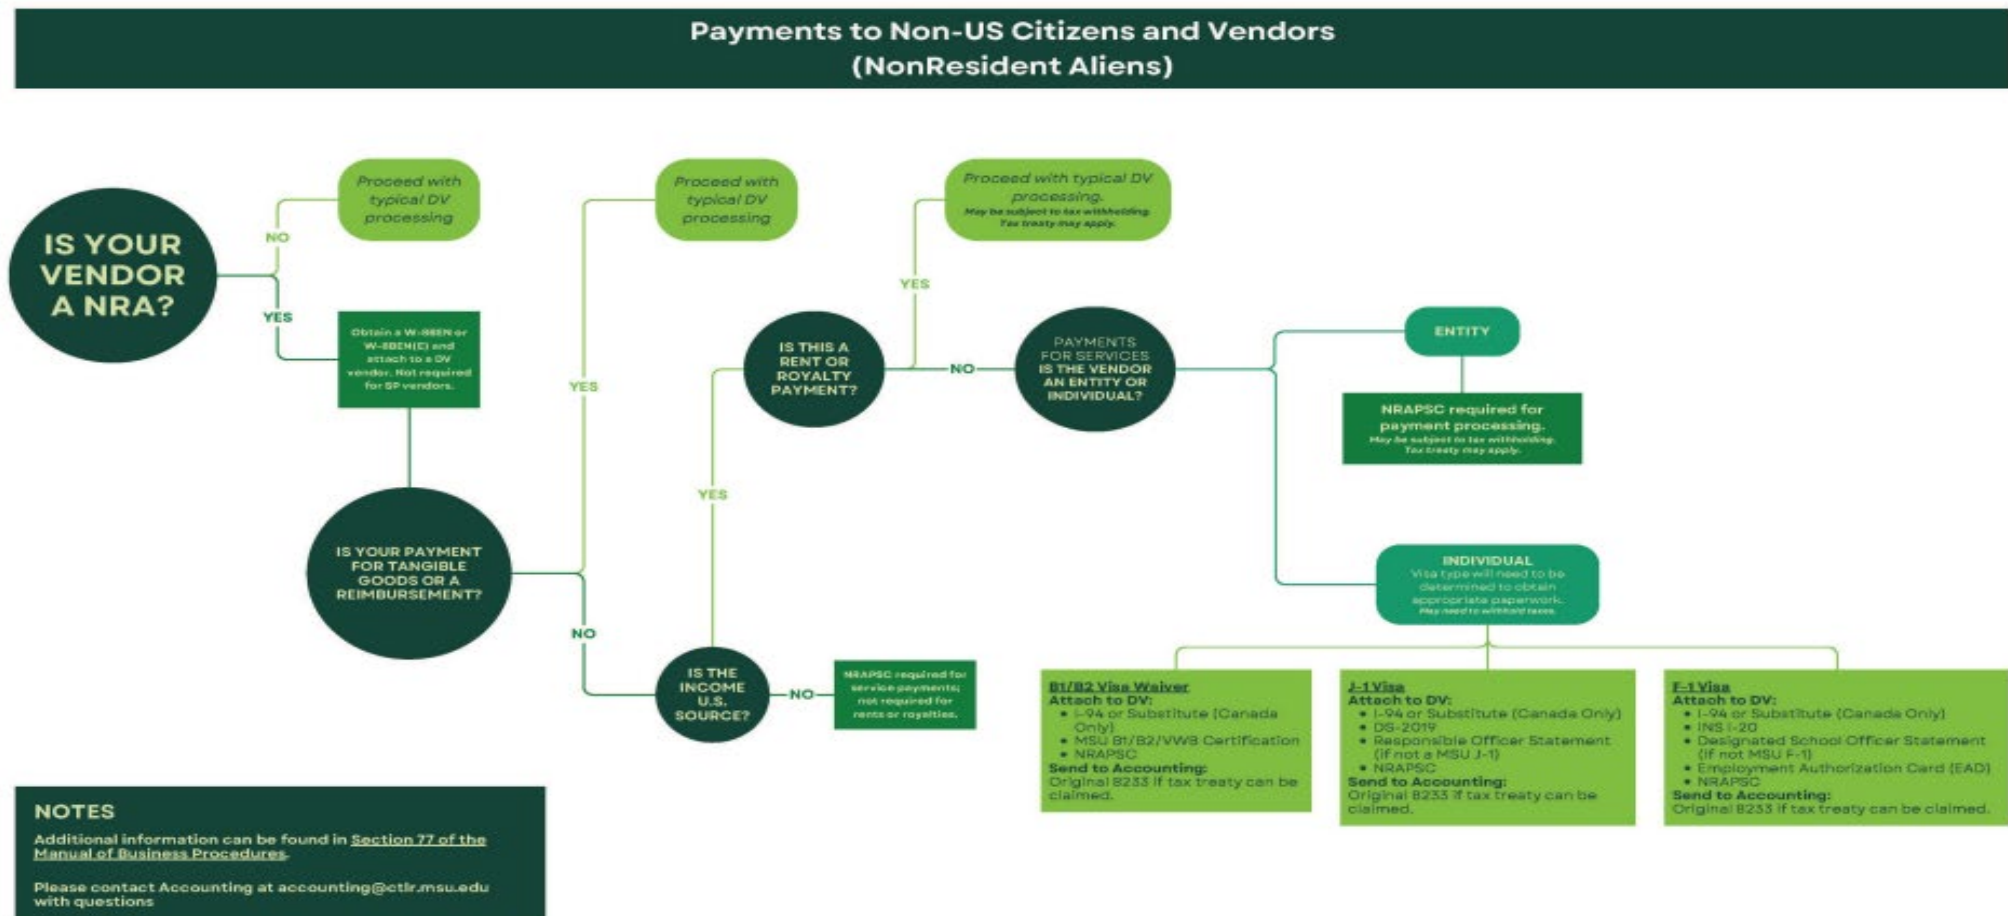 Payments to Non-US Citizens and Vendors
(NonResident Aliens)
IS YOUR
VENDOR
A NRA?
NO
Proceed with
typical DV
processing
YES
Obtain a W-8BEN or
W-8BEN(E) and
attach to a DV
vendor. Not required
for SP vendors.
IS YOUR PAYMENT
FOR TANGIBLE
GOODS OR A
REIMBURSEMENT?
YES
Proceed with
typical DV
processing
NO
IS THE
INCOME
U.S.
SOURCE?
NO
NRAPSC required for
service payments;
not required for
rents or royalties.
YES
IS THIS A
RENT OR
ROYALTY
PAYMENT?
YES
Proceed with typical DV
processing.
May be subject to tax withholding.
Tax treaty may apply.
NO
PAYMENTS
FOR SERVICES
IS THE VENDOR
AN ENTITY OR
INDIVIDUAL?
ENTITY
NRAPSC required for
payment processing.
May be subject to tax withholding.
Tax treaty may apply.
INDIVIDUAL
Visa type will need to be
determined to obtain
appropriate paperwork.
May need to withhold taxes.
B1/B2 Visa Waiver
Attach to DV:
• I-94 or Substitute (Canada
Only)
• MSU B1/B2/VWB Certification
• NRAPSC
Send to Accounting:
Original 8233 if tax treaty can be
claimed.
J-1 Visa
Attach to DV:
• I-94 or Substitute (Canada Only)
• DS-2019
• Responsible Officer Statement
(if not a MSU J-1)
• NRAPSC
Send to Accounting:
Original 8233 if tax treaty can be
claimed.
F-1 Visa
Attach to DV:
• I-94 or Substitute (Canada Only)
• INS I-20
• Designated School Officer Statement
(if not MSU F-1)
• Employment Authorization Card (EAD)
• NRAPSC
Send to Accounting:
Original 8233 if tax treaty can be claimed.
NOTES
Additional information can be found in Section 77 of the
Manual of Business Procedures.
Please contact Accounting at accounting@ctlr.msu.edu
with questions